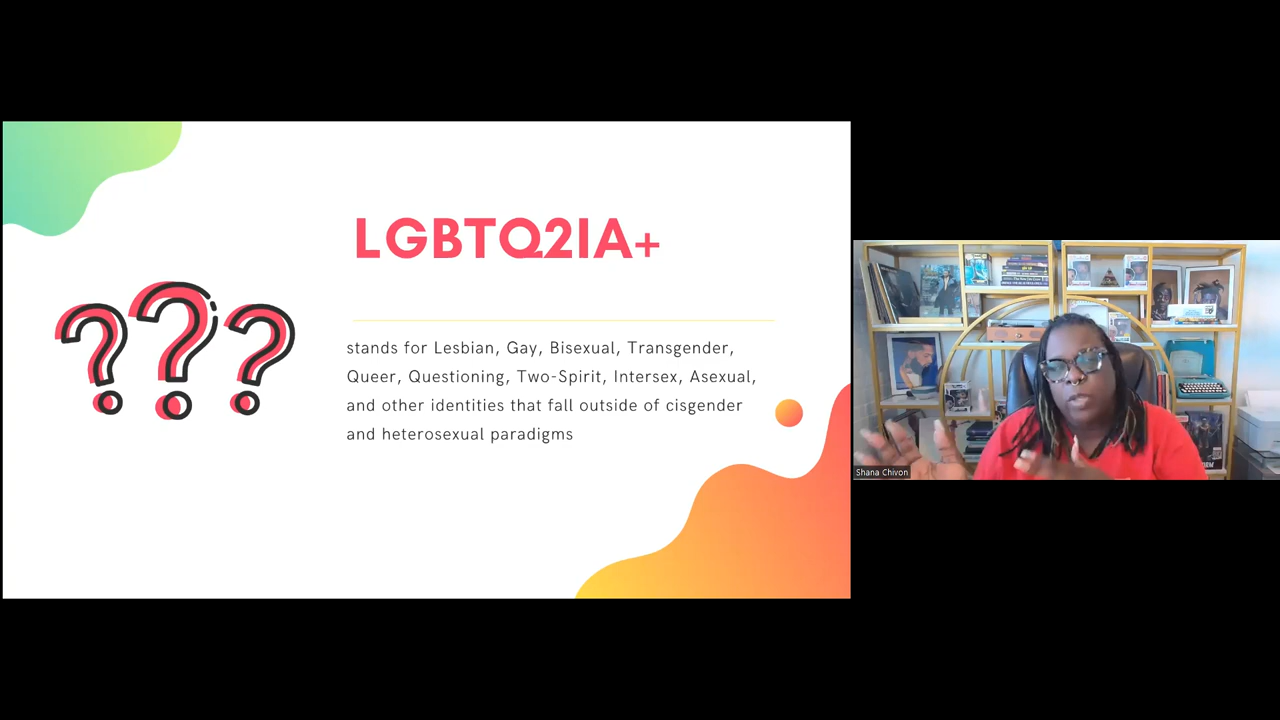 LGBTQ2IA+
stands for Lesbian, Gay, Bisexual, Transgender,
Queer, Questioning, Two-Spirit, Intersex, Asexual,
and other identities that fall outside of cisgender
and heterosexual paradigms
Shana Chivon